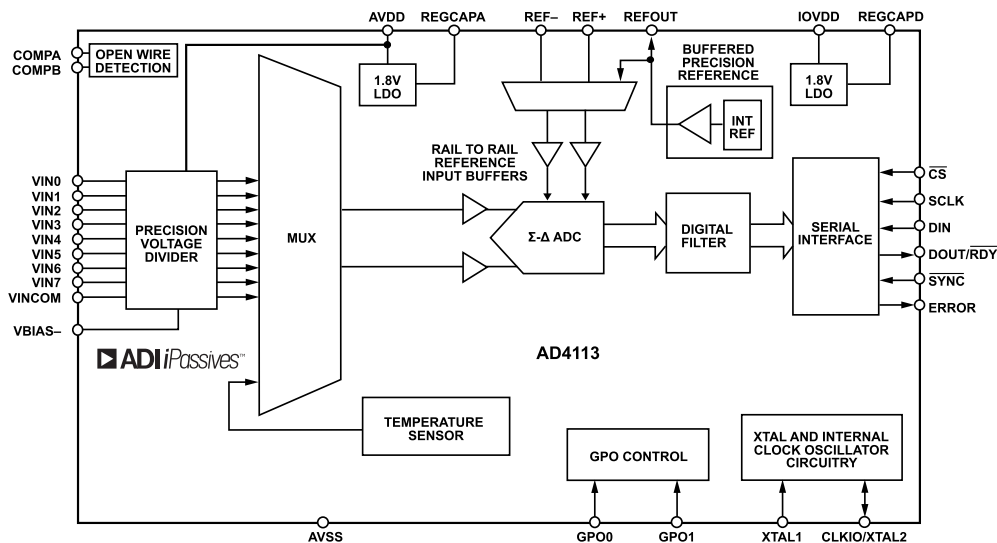 AVDD
REGCAPA
REF–
REF+
REFOUT
IOVDD
REGCAPD
COMPA
COMPB
OPEN WIRE
DETECTION
1.8V
LDO
BUFFERED
PRECISION
REFERENCE
INT
REF
1.8V
LDO
RAIL TO RAIL
REFERENCE
INPUT BUFFERS
VIN0
VIN1
VIN2
VIN3
VIN4
VIN5
VIN6
VIN7
VINCOM
VBIAS–
PRECISION
VOLTAGE
DIVIDER
MUX
Σ-Δ ADC
DIGITAL
FILTER
SERIAL
INTERFACE
C̅S̅
SCLK
DIN
DOUT/R̅D̅Y̅
S̅Y̅N̅C̅
ERROR
ADI iPassives™
AD4113
TEMPERATURE
SENSOR
GPO CONTROL
XTAL AND INTERNAL
CLOCK OSCILLATOR
CIRCUITRY
AVSS
GPO0
GPO1
XTAL1
CLKIO/XTAL2